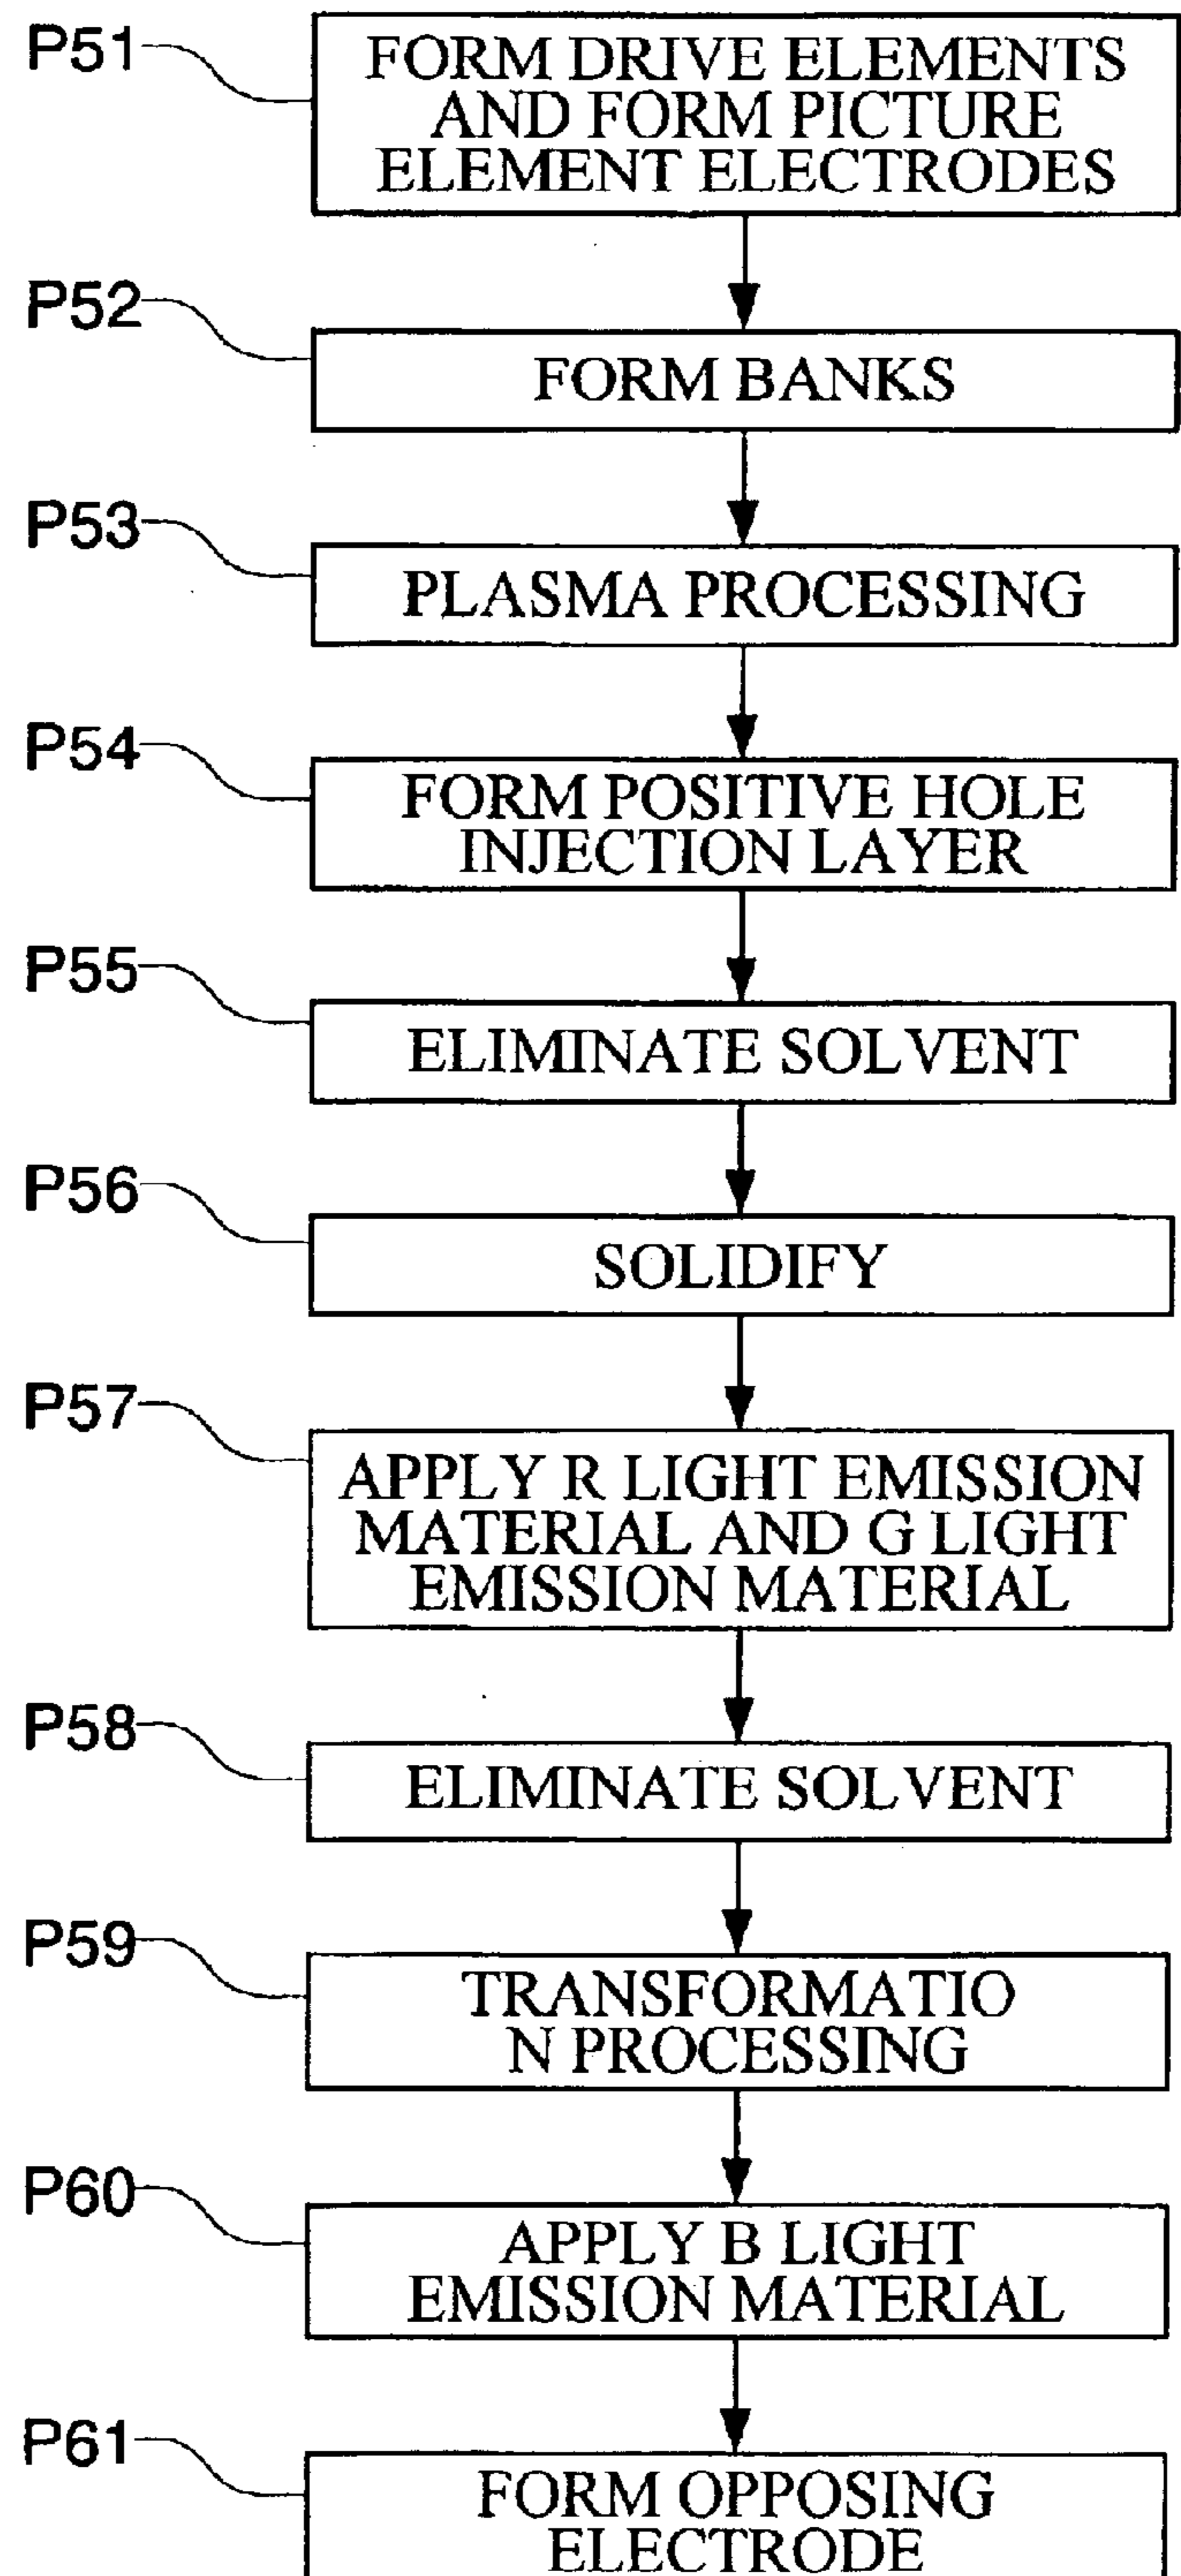 P51
FORM DRIVE ELEMENTS
AND FORM PICTURE
ELEMENT ELECTRODES
P52
FORM BANKS
P53
PLASMA PROCESSING
P54
FORM POSITIVE HOLE
INJECTION LAYER
P55
ELIMINATE SOLVENT
P56
SOLIDIFY
P57
APPLY R LIGHT EMISSION
MATERIAL AND G LIGHT
EMISSION MATERIAL
P58
ELIMINATE SOLVENT
P59
TRANSFORMATIO
N PROCESSING
P60
APPLY B LIGHT
EMISSION MATERIAL
P61
FORM OPPOSING
ELECTRODE